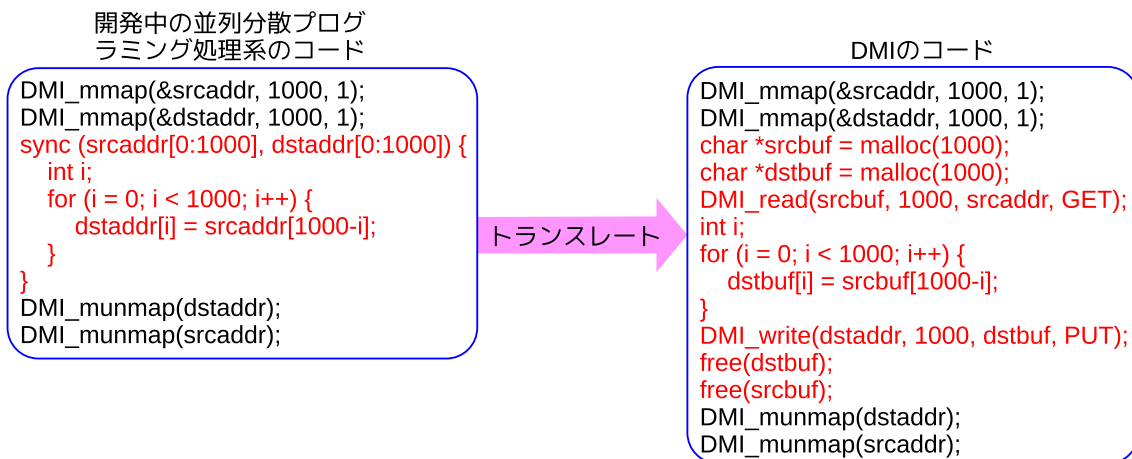 開発中の並列分散プログ
ラミング処理系のコード
DMI_mmap(&srcaddr, 1000, 1);
DMI_mmap(&dstaddr, 1000, 1);
sync (srcaddr[0:1000], dstaddr[0:1000]) {
int i;
for (i = 0; i < 1000; i++) {
dstaddr[i] = srcaddr[1000-i];
}
}
DMI_munmap(dstaddr);
DMI_munmap(srcaddr);
トランスレート
DMIのコード
DMI_mmap(&srcaddr, 1000, 1);
DMI_mmap(&dstaddr, 1000, 1);
char *srcbuf = malloc(1000);
char *dstbuf = malloc(1000);
DMI_read(srcbuf, 1000, srcaddr, GET);
int i;
for (i = 0; i < 1000; i++) {
dstbuf[i] = srcbuf[1000-i];
}
DMI_write(dstaddr, 1000, dstbuf, PUT);
free(dstbuf);
free(srcbuf);
DMI_munmap(dstaddr);
DMI_munmap(srcaddr);